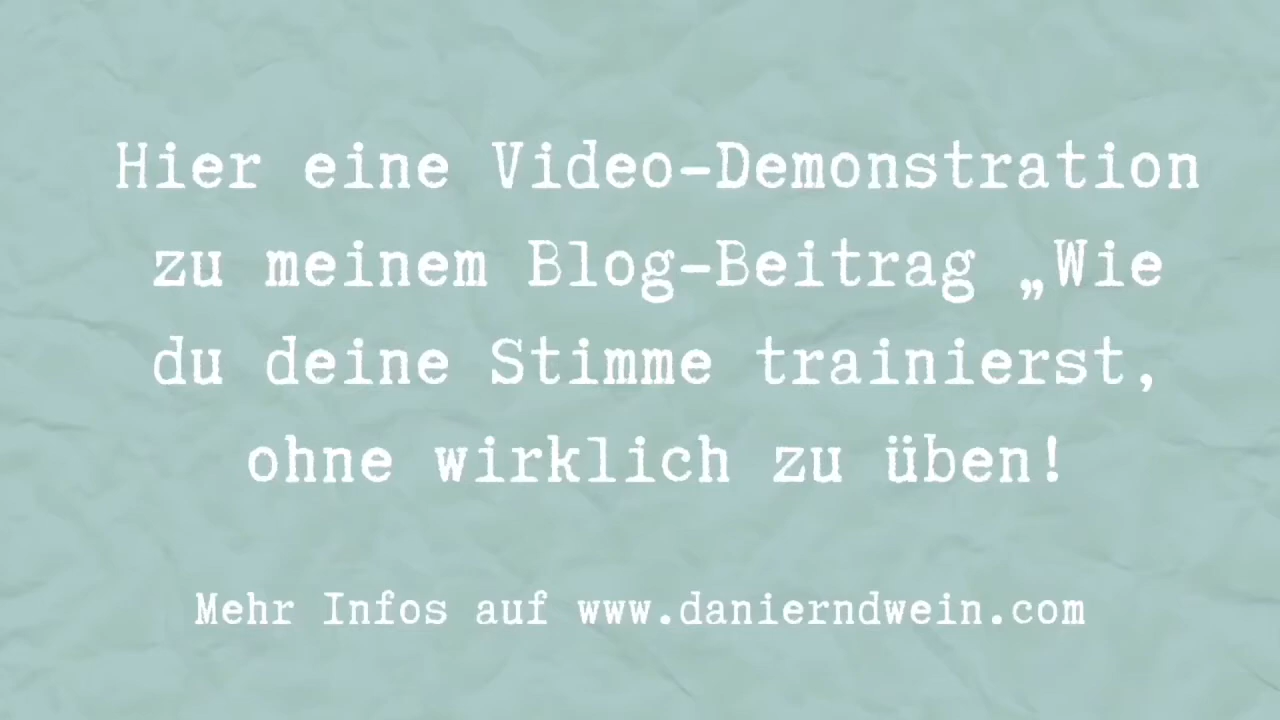 Hier eine Video-Demonstration
zu meinem Blog-Beitrag „Wie
du deine Stimme trainierst,
ohne wirklich zu üben!
Mehr Infos auf www.danierndwein.com